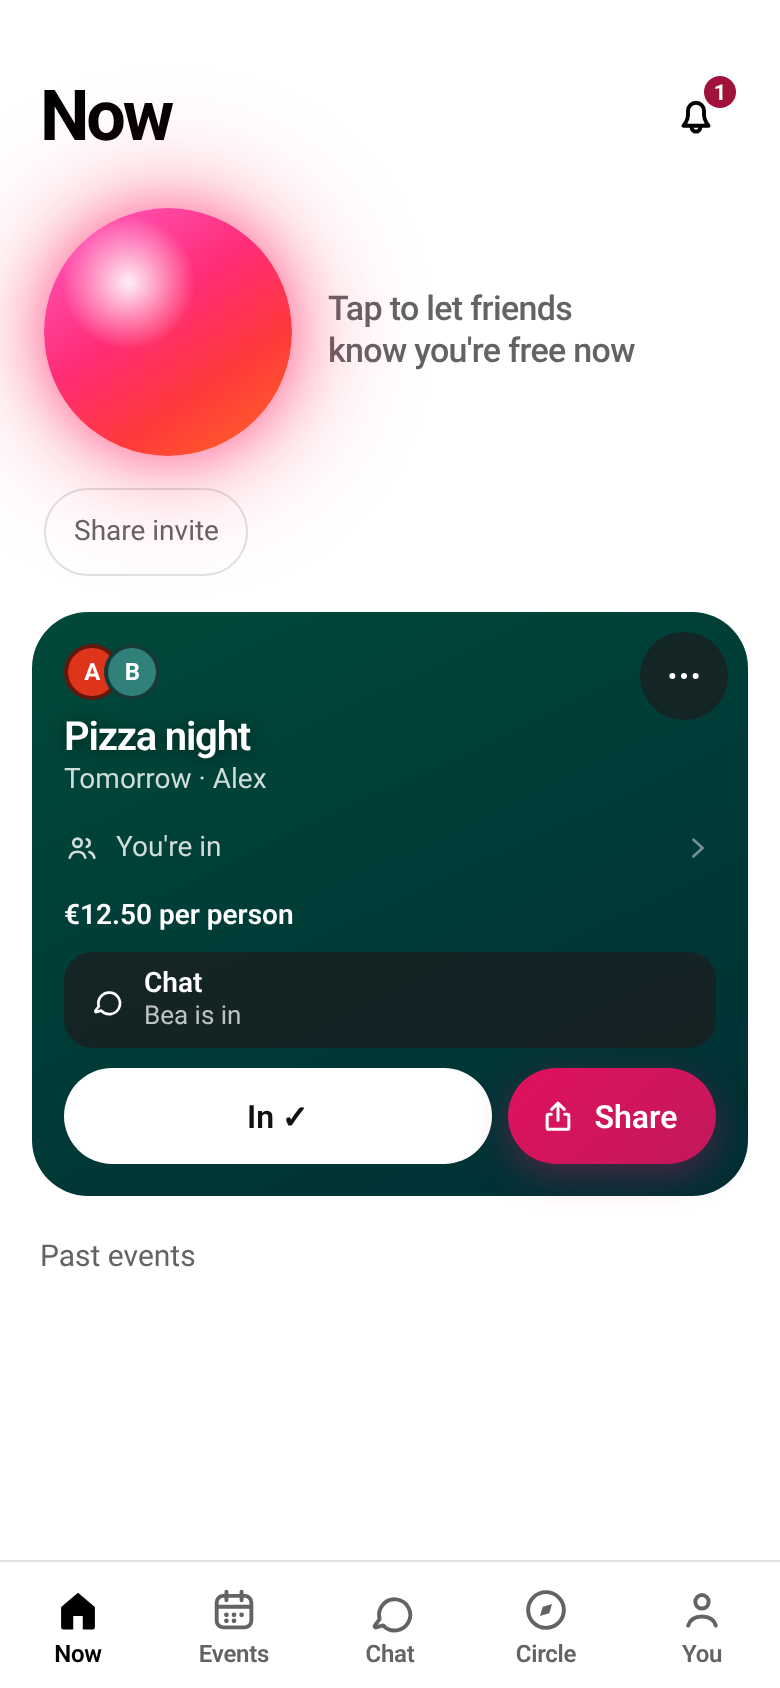 Now
1
Tap to let friends
know you're free now
Share invite
A B
Pizza night
Tomorrow · Alex
You're in
€12.50 per person
Chat
Bea is in
In ✓
Share
Past events
Now
Events
Chat
Circle
You